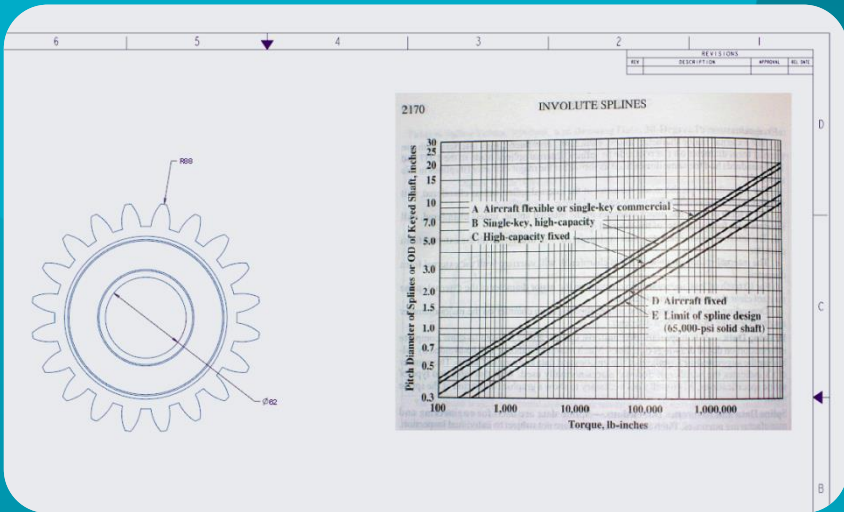 6 5 4 3 2 1
REVISIONS
REV DESCRIPTION APPROVAL REL DATE
D
2170 INVOLUTE SPLINES
Pitch Diameter of Splines or OD of Keyed Shaft, inches
30
25
20
15
10
7.0
5.0
3.0
2.0
1.5
1.0
0.7
0.5
0.3
A Aircraft flexible or single-key commercial
B Single-key, high-capacity
C High-capacity fixed
D Aircraft fixed
E Limit of spline design
(65,000-psi solid shaft)
100 1,000 10,000 100,000 1,000,000
Torque, lb-inches
R88
Ø62
C
B